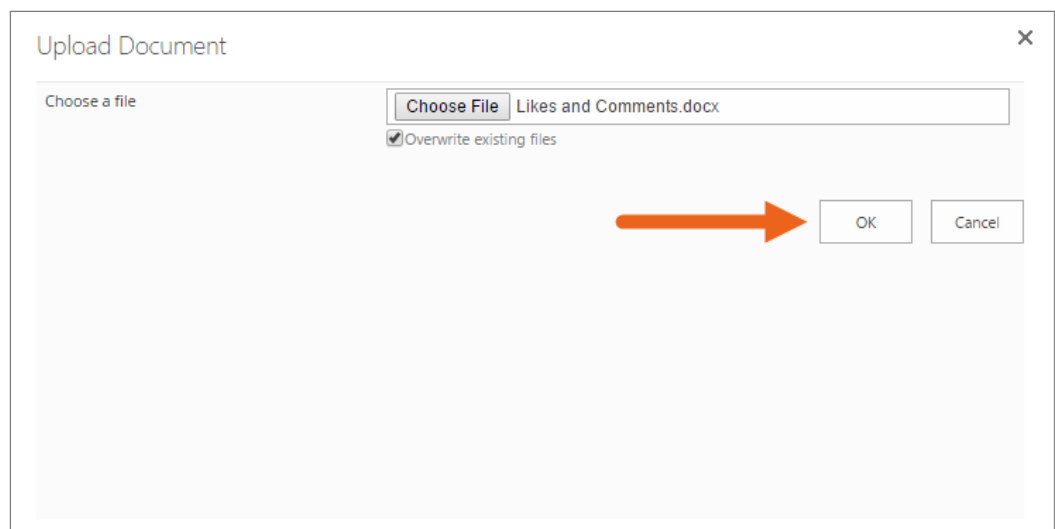 Upload Document
Choose a file
Choose File Likes and Comments.docx
Overwrite existing files
OK Cancel